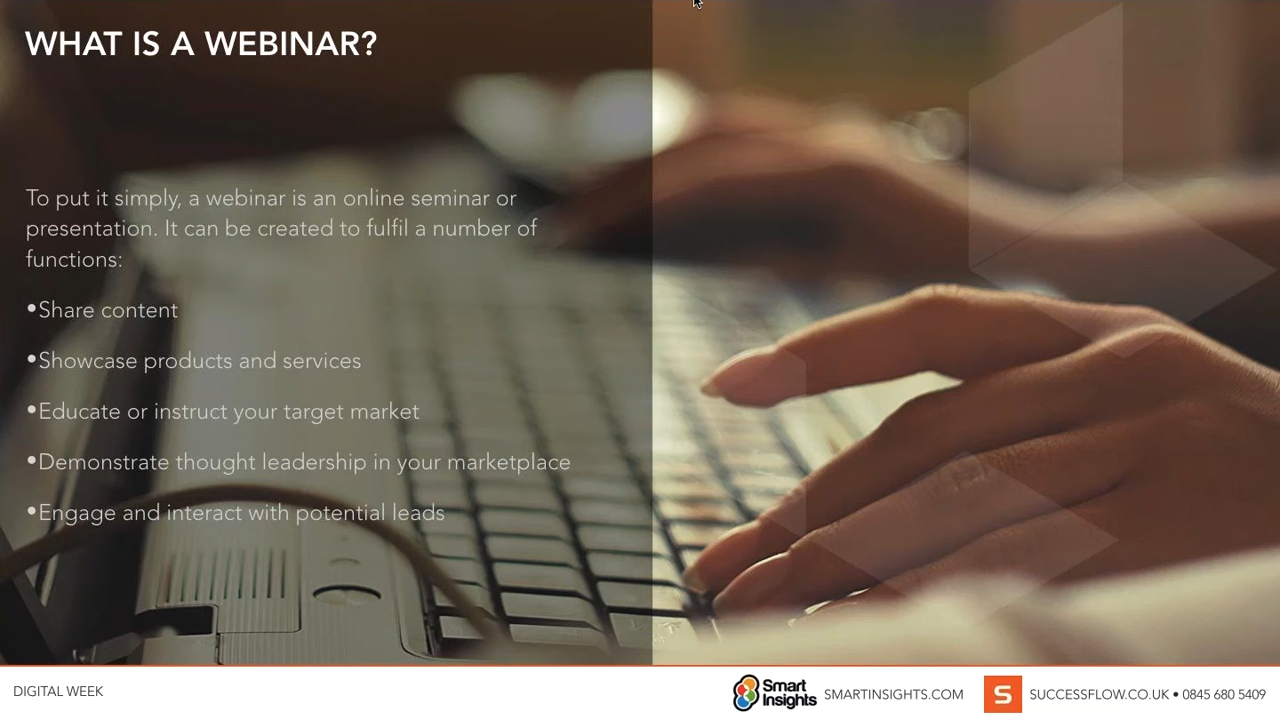 WHAT IS A WEBINAR?
To put it simply, a webinar is an online seminar or
presentation. It can be created to fulfil a number of
functions:
•Share content
•Showcase products and services
•Educate or instruct your target market
•Demonstrate thought leadership in your marketplace
•Engage and interact with potential leads
DIGITAL WEEK
Smart
Insights
SMARTINSIGHTS.COM
S
SUCCESSFLOW.CO.UK • 0845 680 5409